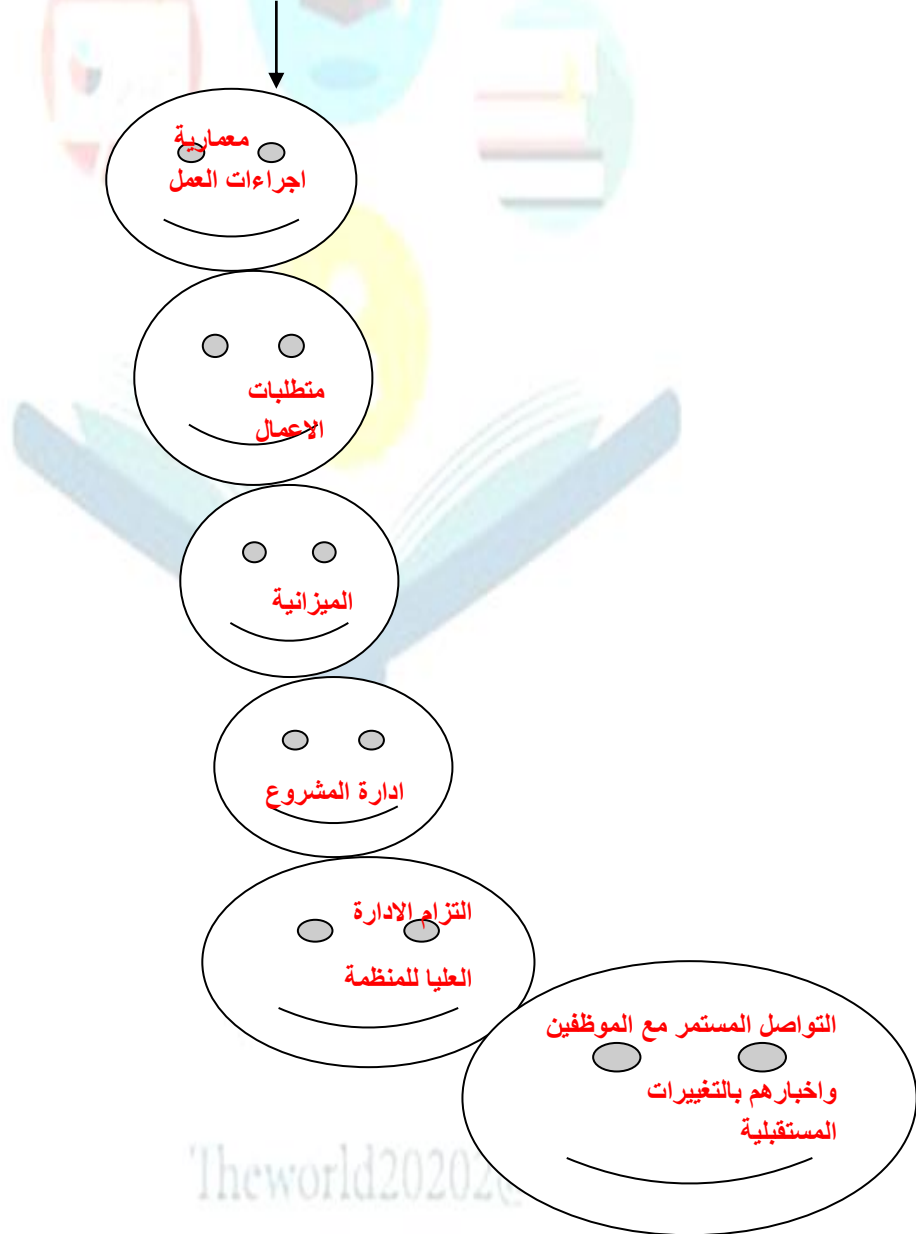 معمارية
اجراءات العمل
متطلبات
الاعمال
الميزانية
ادارة المشروع
التزام الادارة
العليا للمنظمة
التواصل المستمر مع الموظفين
واخبارهم بالتغييرات
المستقبلية
Theworld20202@